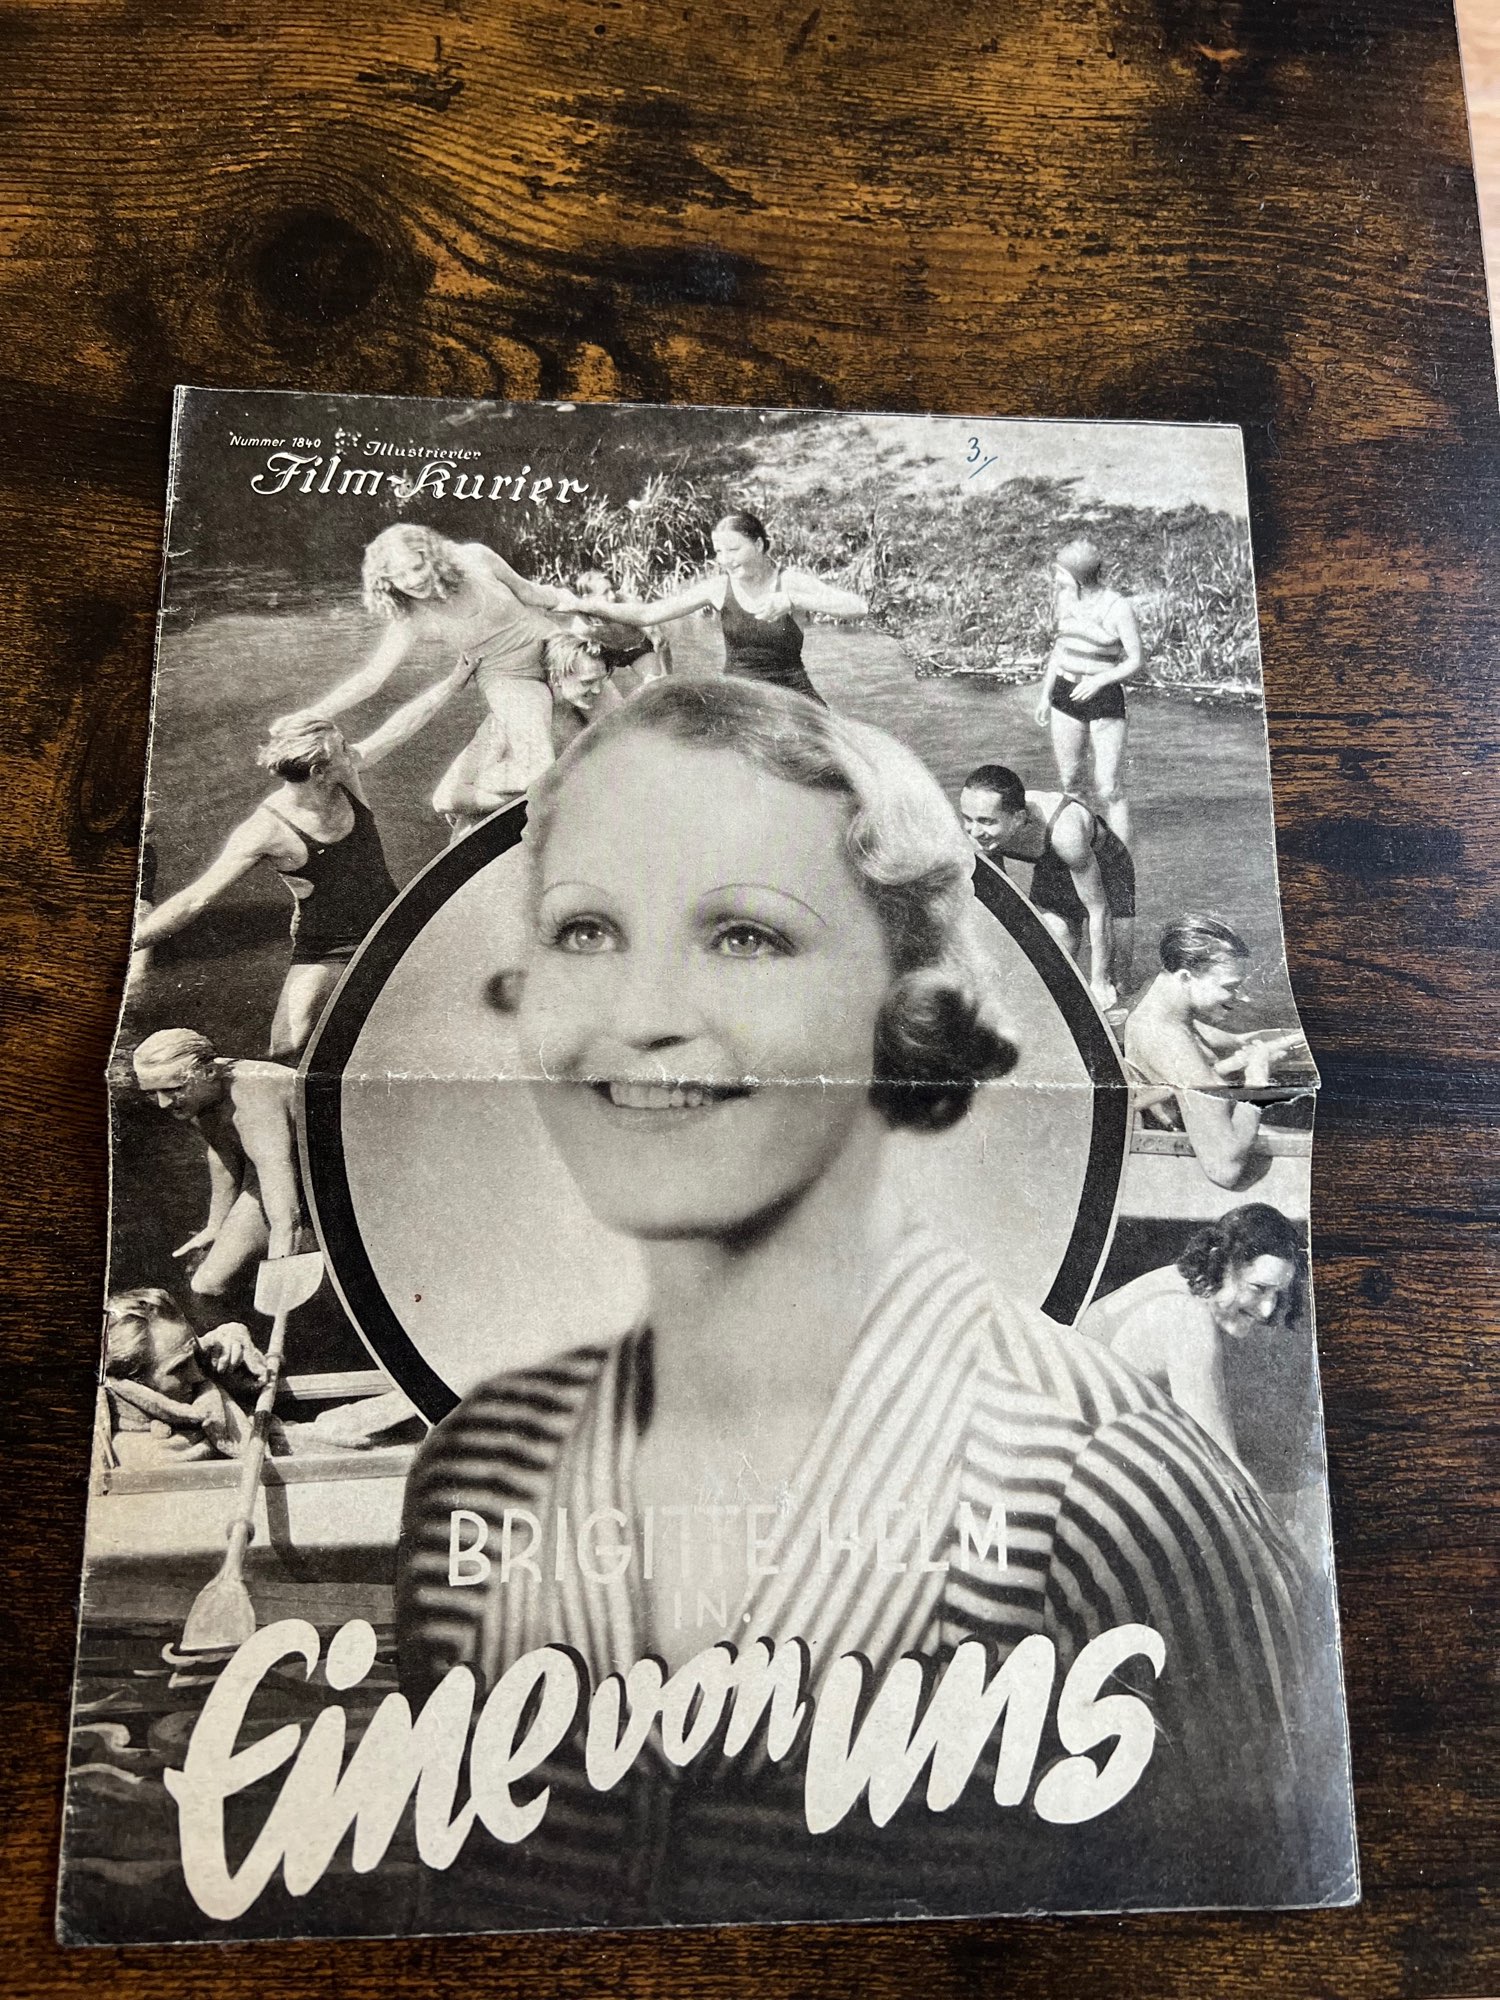 Nummer 1840
Illustrierter
Film-Kurier
3.
BRIGITTE HELM
IN:
Eine von uns